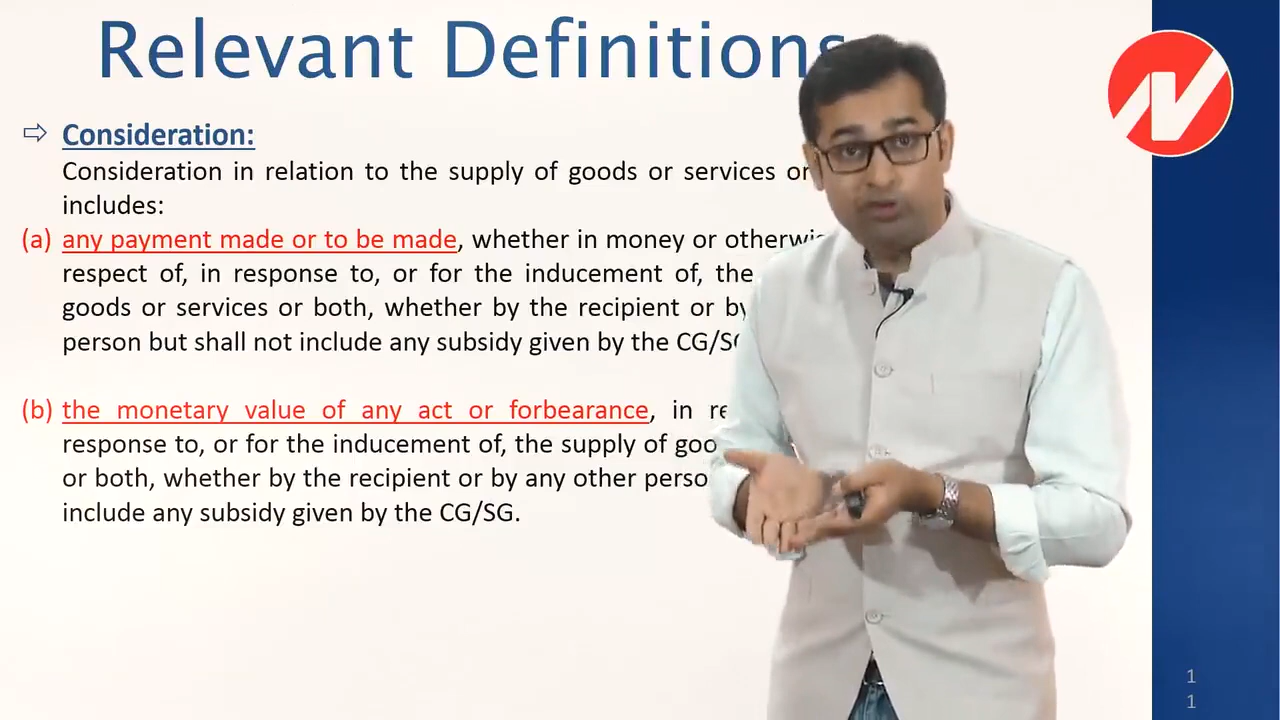 Relevant Definitions
Consideration:
Consideration in relation to the supply of goods or services or
includes:
(a) any payment made or to be made, whether in money or
respect of, in response to, or for the inducement of, the
goods or services or both, whether by the recipient or by
person but shall not include any subsidy given by the CG/SG
(b) the monetary value of any act or forbearance, in
response to, or for the inducement of, the supply of
or both, whether by the recipient or by any other
include any subsidy given by the CG/SG.
1
1